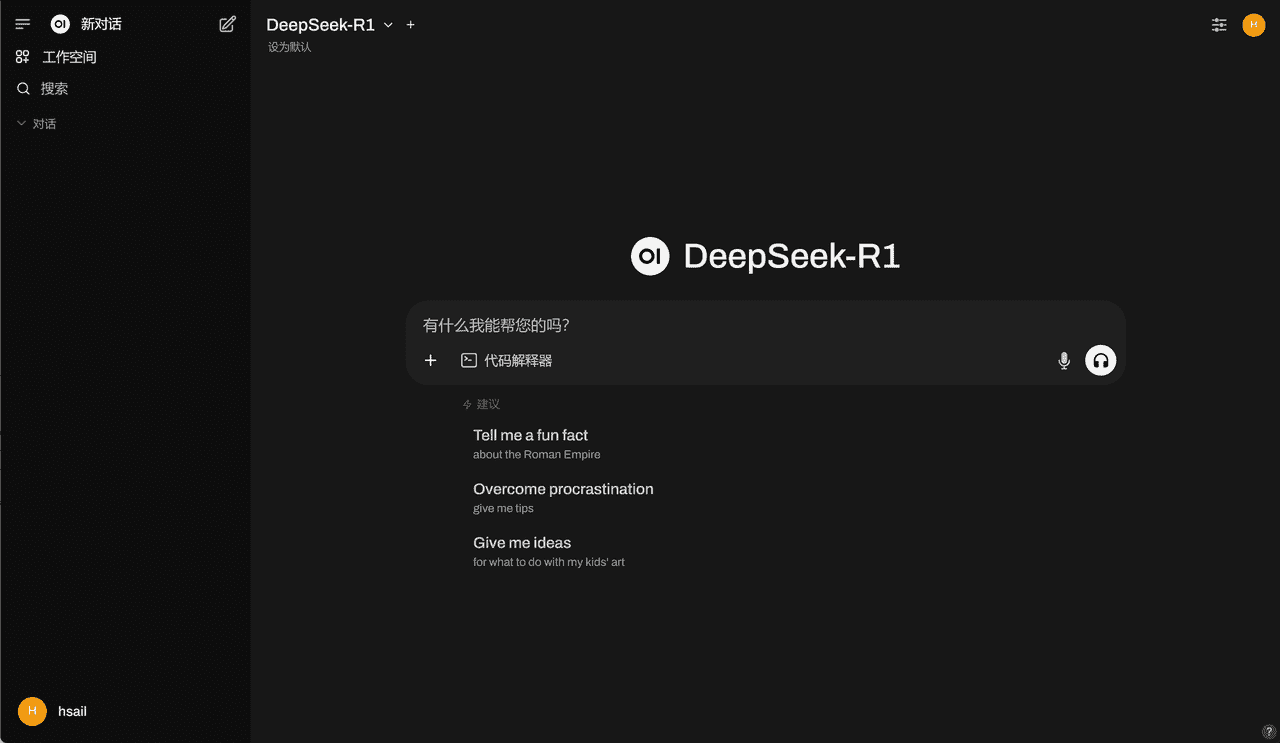 OI 新对话
工作空间
搜索
对话
hsail
H
DeepSeek-R1
设为默认
H
OI DeepSeek-R1
有什么我能帮您的吗?
代码解释器
建议
Tell me a fun fact
about the Roman Empire
Overcome procrastination
give me tips
Give me ideas
for what to do with my kids' art
?